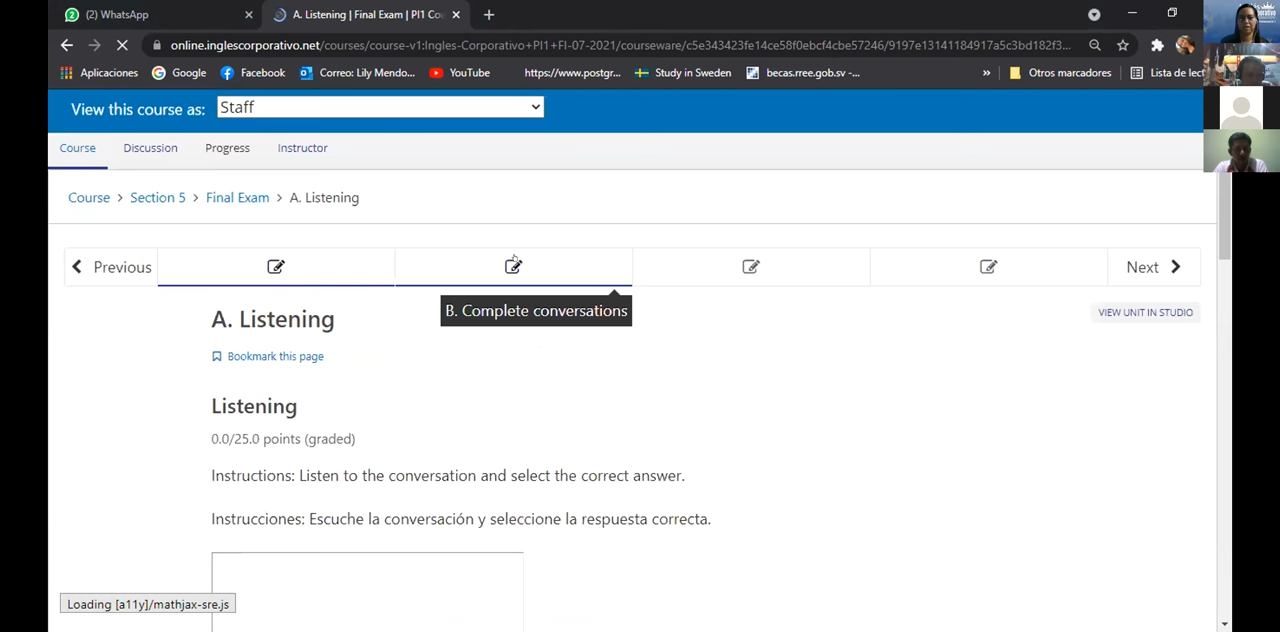 (2) WhatsApp
A. Listening | Final Exam | PI1 Co
online.inglescorporativo.net/courses/course-v1:Ingles-Corporativo+PI1+FI-07-2021/courseware/c5e343423fe14ce58f0ebcf4cbe57246/9197e13141184917a5c3bd182f3...
Aplicaciones Google Facebook Correo: Lily Mendo... YouTube https://www.postgr... Study in Sweden becas.rree.gob.sv -... » Otros marcadores Lista de lect
View this course as: Staff
Course Discussion Progress Instructor
Course > Section 5 > Final Exam > A. Listening
Previous Next
B. Complete conversations
A. Listening
VIEW UNIT IN STUDIO
Bookmark this page
Listening
0.0/25.0 points (graded)
Instructions: Listen to the conversation and select the correct answer.
Instrucciones: Escuche la conversación y seleccione la respuesta correcta.
Loading [a11y]/mathjax-sre.js